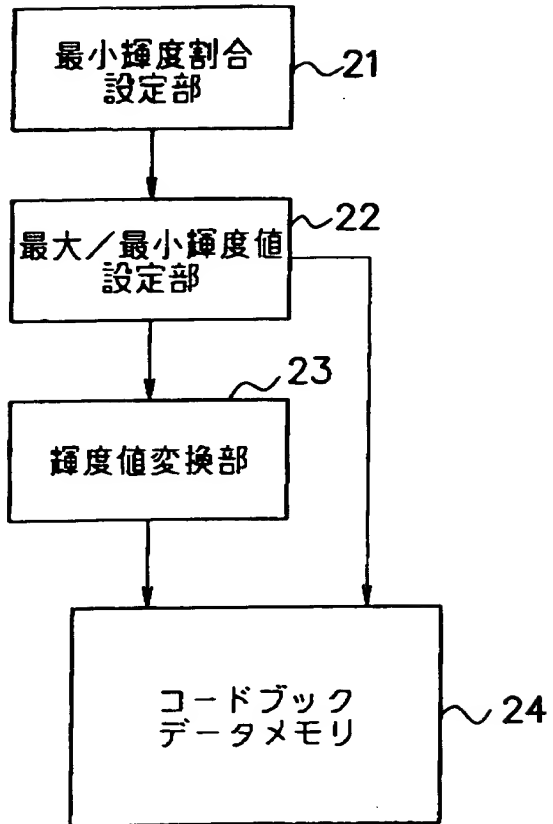 最小輝度割合
設定部
21
最大／最小輝度値
設定部
22
23
輝度値変換部
コードブック
データメモリ
24